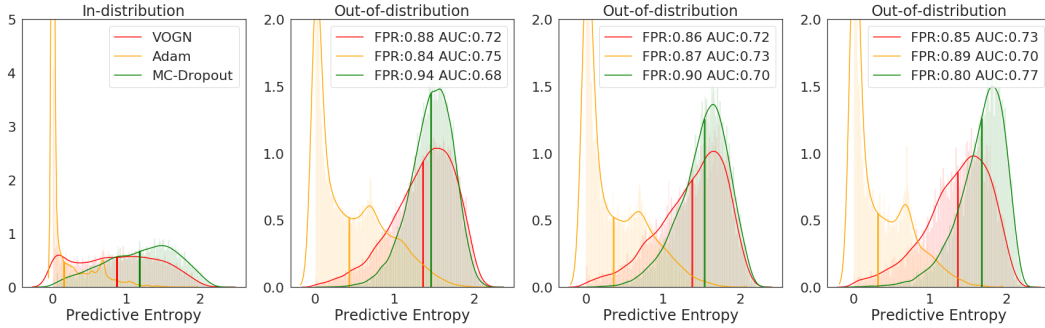 In-distribution
5
4
3
2
1
0
VOGN
Adam
MC-Dropout
0 1 2
Predictive Entropy
Out-of-distribution
2.0
1.5
1.0
0.5
0.0
FPR:0.88 AUC:0.72
FPR:0.84 AUC:0.75
FPR:0.94 AUC:0.68
0 1 2
Predictive Entropy
Out-of-distribution
2.0
1.5
1.0
0.5
0.0
FPR:0.86 AUC:0.72
FPR:0.87 AUC:0.73
FPR:0.90 AUC:0.70
0 1 2
Predictive Entropy
Out-of-distribution
2.0
1.5
1.0
0.5
0.0
FPR:0.85 AUC:0.73
FPR:0.89 AUC:0.70
FPR:0.80 AUC:0.77
0 1 2
Predictive Entropy